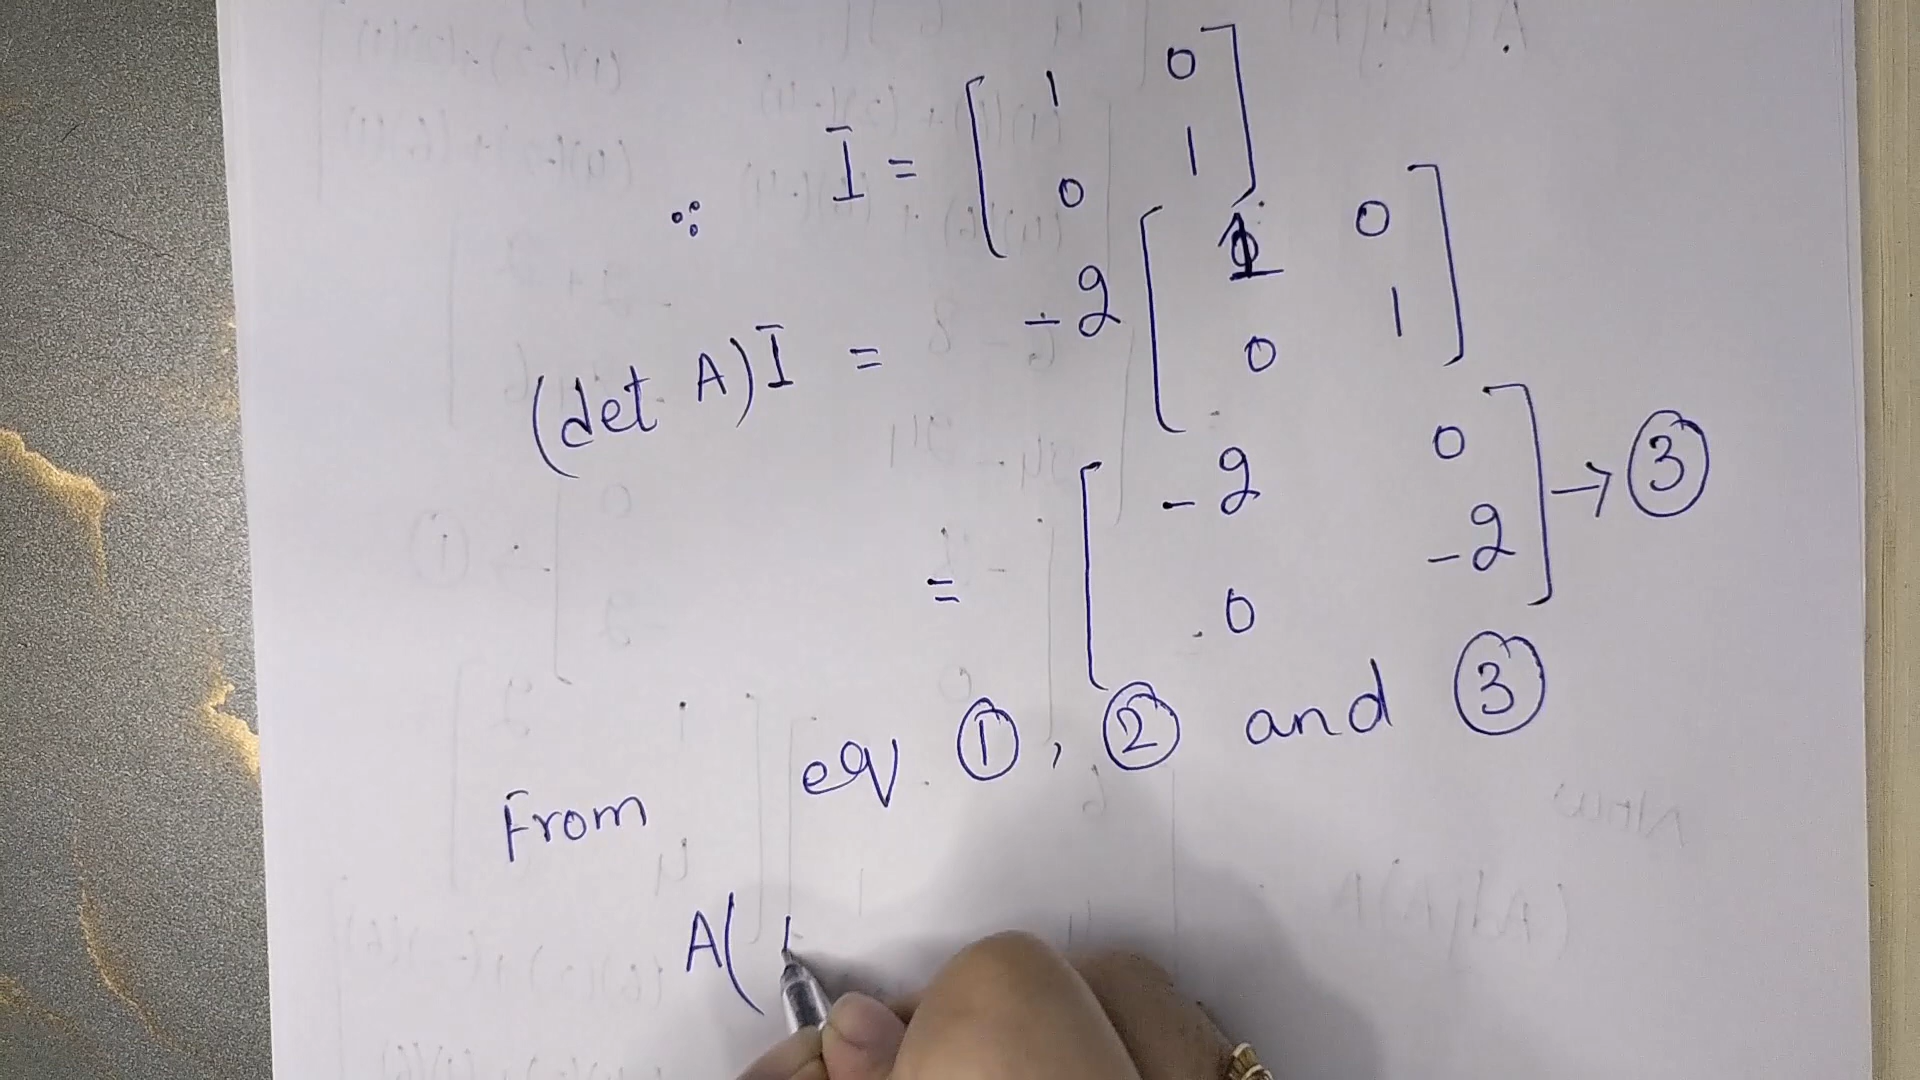 ∵ I = [ 1 0
0 1 ]
(det A) I = -2 [ 1 0
0 1 ]
= [ -2 0
0 -2 ] → ③
From eq ①, ② and ③
A(